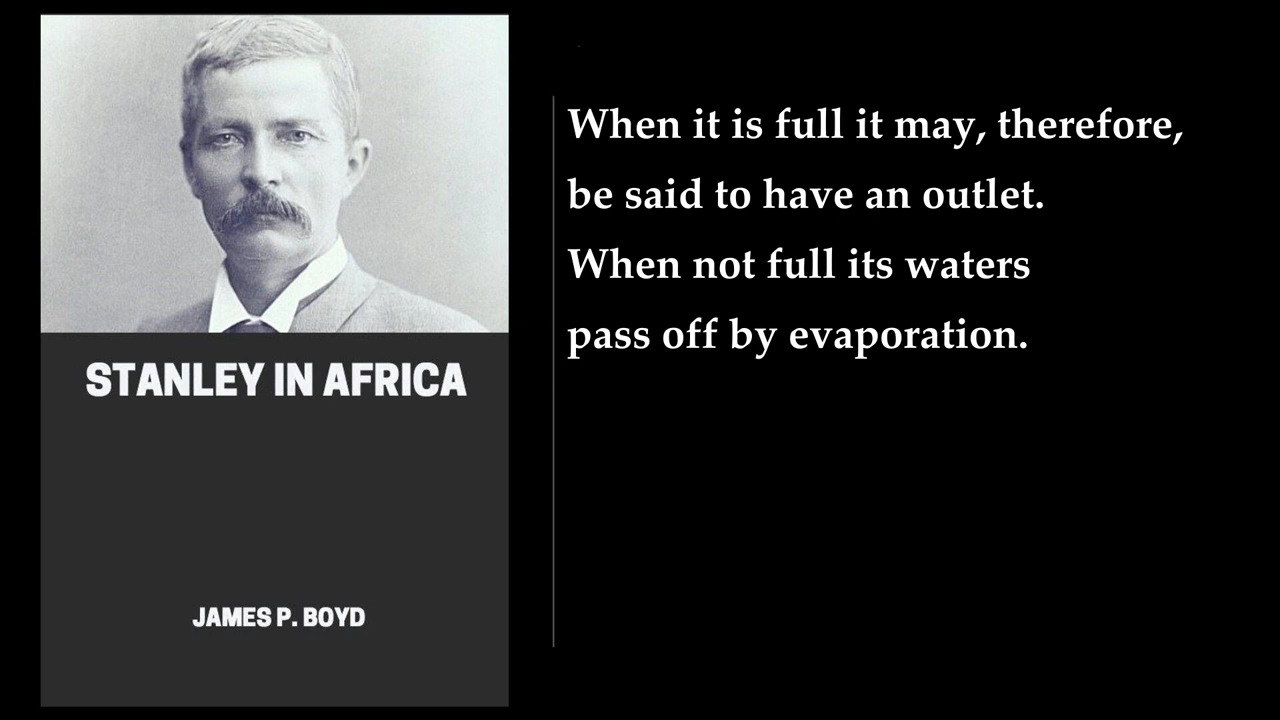 STANLEY IN AFRICA
JAMES P. BOYD
When it is full it may, therefore,
be said to have an outlet.
When not full its waters
pass off by evaporation.